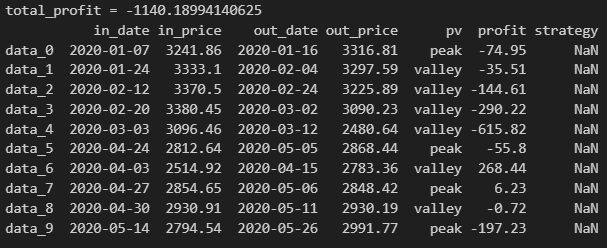 total_profit = -1140.18994140625
in_date in_price out_date out_price pv profit strategy
data_0 2020-01-07 3241.86 2020-01-16 3316.81 peak -74.95 NaN
data_1 2020-01-24 3333.1 2020-02-04 3297.59 valley -35.51 NaN
data_2 2020-02-12 3370.5 2020-02-24 3225.89 valley -144.61 NaN
data_3 2020-02-20 3380.45 2020-03-02 3090.23 valley -290.22 NaN
data_4 2020-03-03 3096.46 2020-03-12 2480.64 valley -615.82 NaN
data_5 2020-04-24 2812.64 2020-05-05 2868.44 peak -55.8 NaN
data_6 2020-04-03 2514.92 2020-04-15 2783.36 valley 268.44 NaN
data_7 2020-04-27 2854.65 2020-05-06 2848.42 peak 6.23 NaN
data_8 2020-04-30 2930.91 2020-05-11 2930.19 valley -0.72 NaN
data_9 2020-05-14 2794.54 2020-05-26 2991.77 peak -197.23 NaN